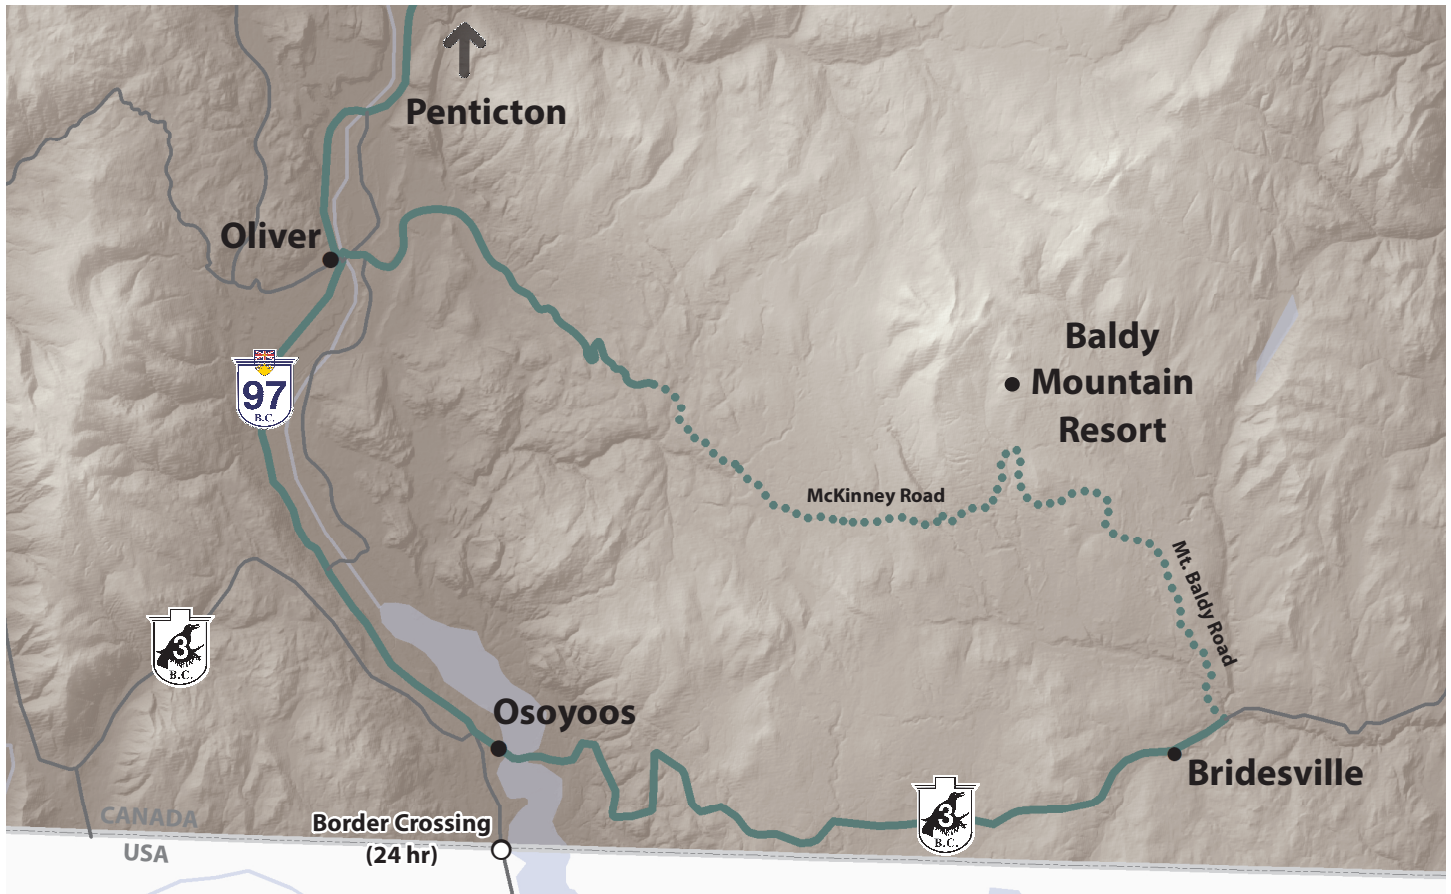 Penticton
Oliver
Baldy
Mountain
Resort
97
B.C.
McKinney Road
Mt. Baldy Road
3
B.C.
Osoyoos
Bridesville
3
B.C.
CANADA
USA
Border Crossing
(24 hr)